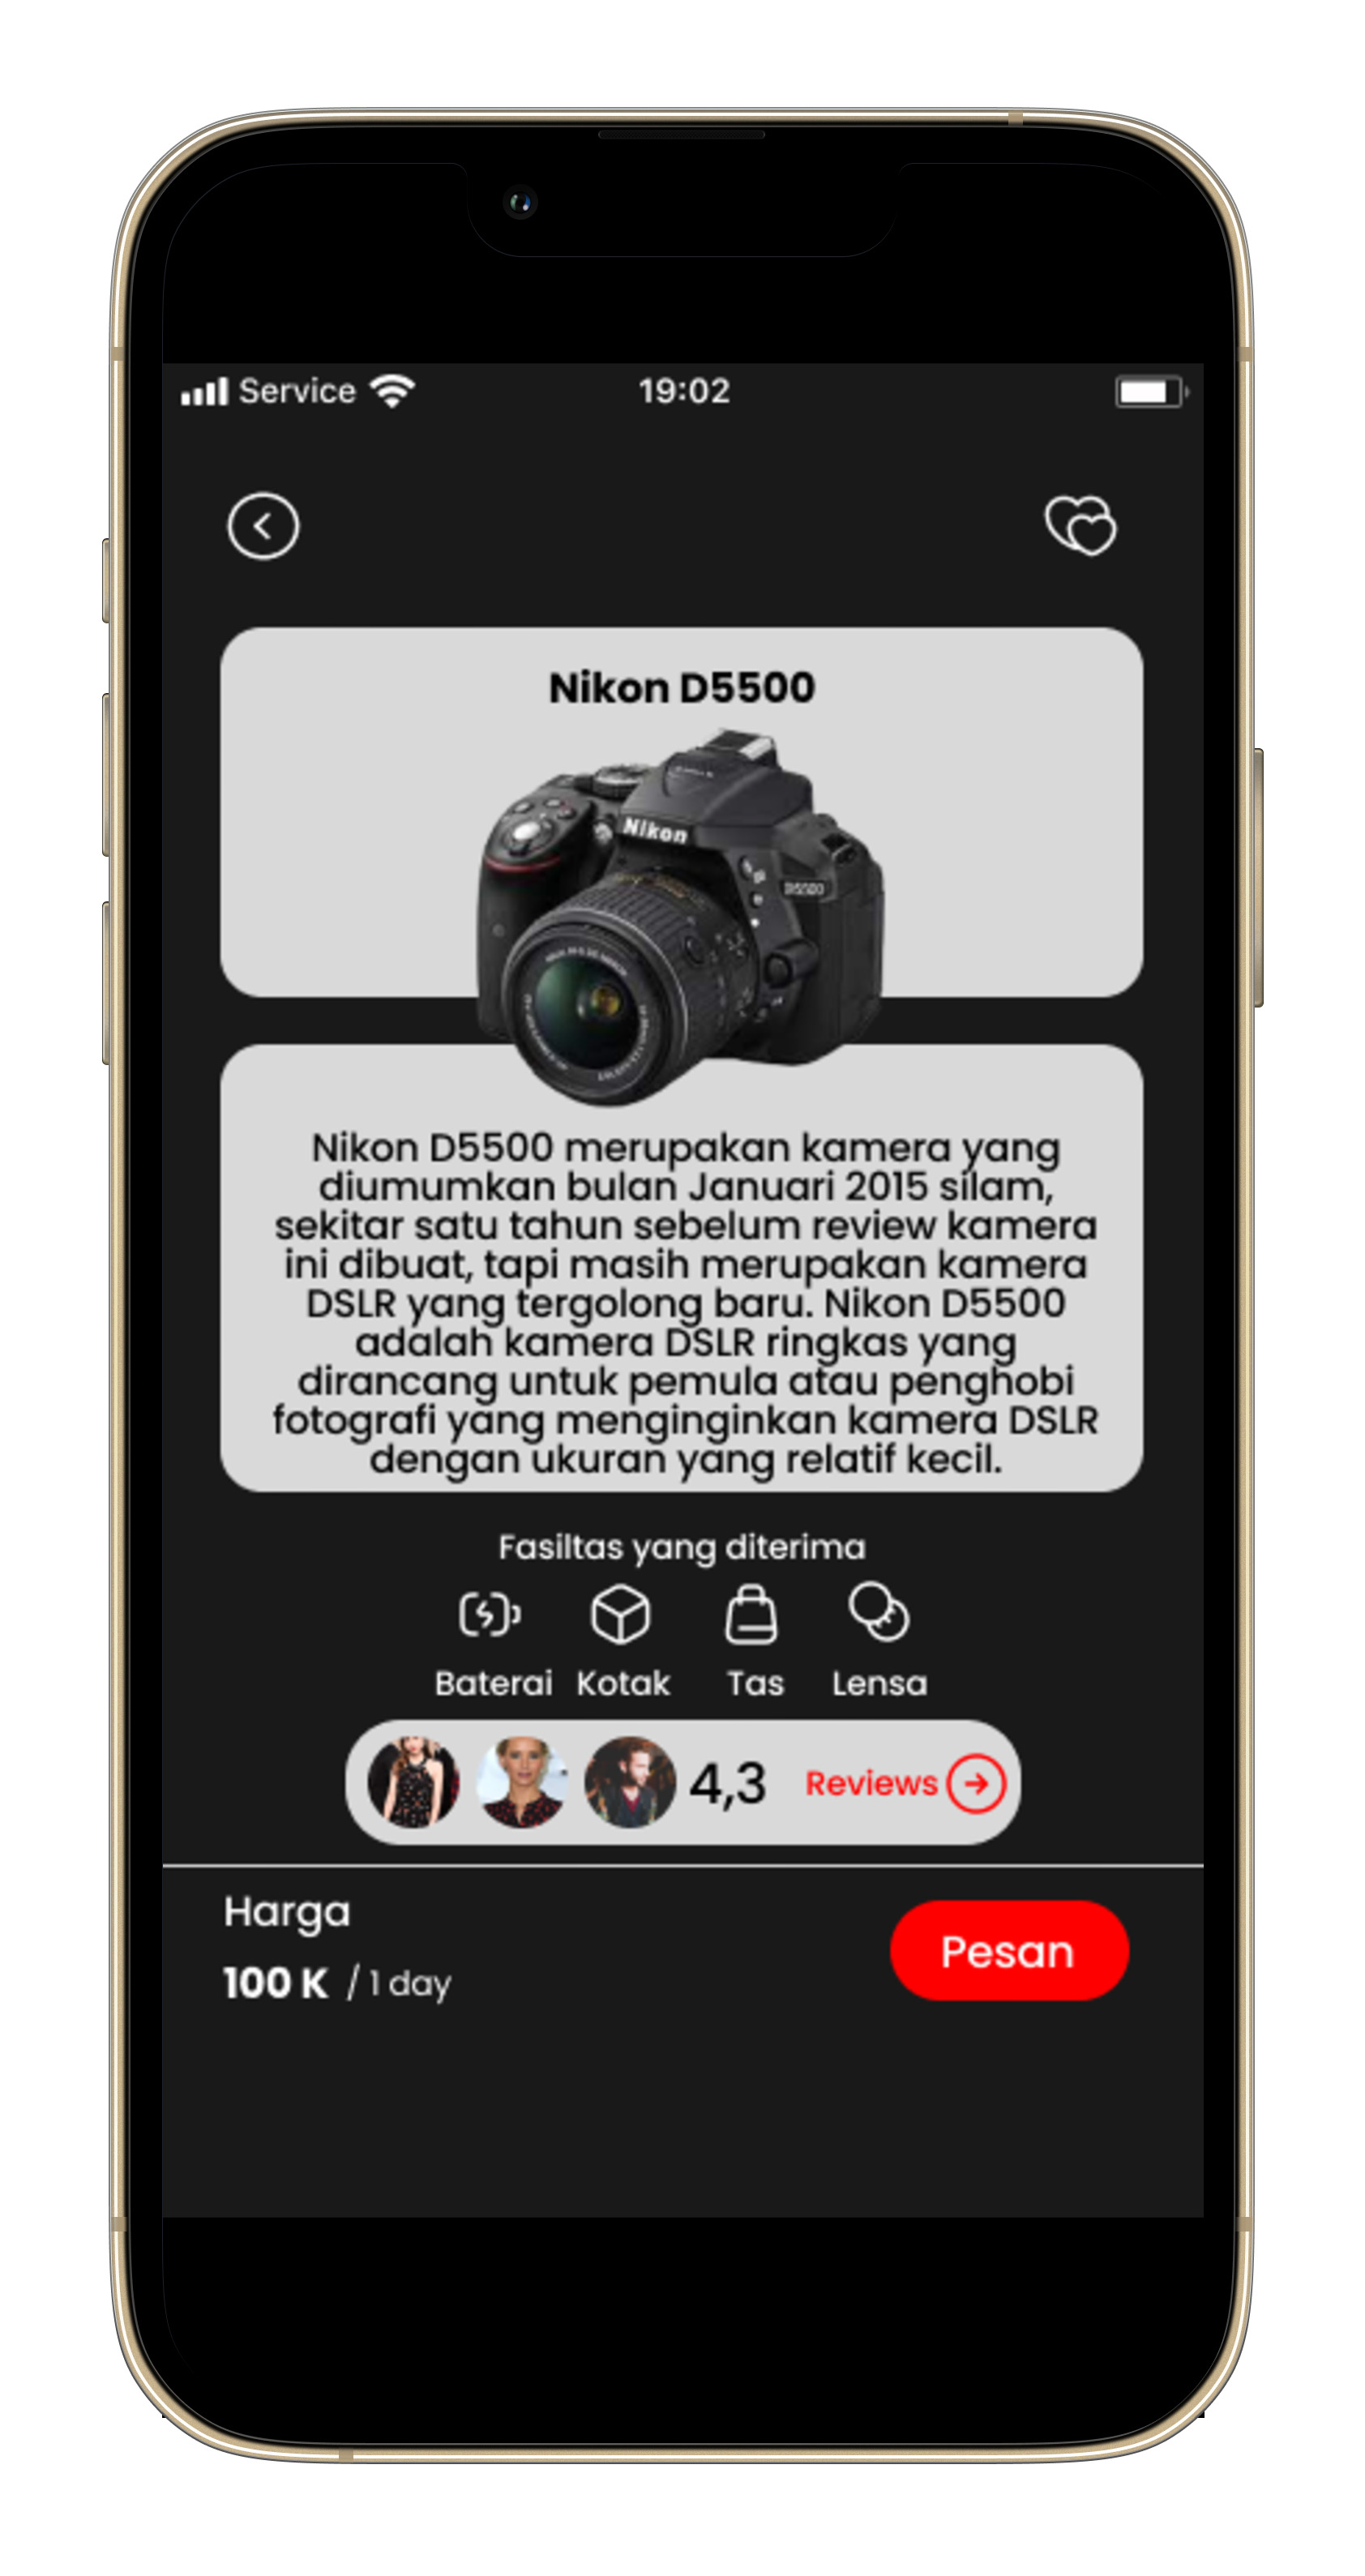 Service 19:02
Nikon D5500
Nikon
D5500
Nikon D5500 merupakan kamera yang
diumumkan bulan Januari 2015 silam,
sekitar satu tahun sebelum review kamera
ini dibuat, tapi masih merupakan kamera
DSLR yang tergolong baru. Nikon D5500
adalah kamera DSLR ringkas yang
dirancang untuk pemula atau penghobi
fotografi yang menginginkan kamera DSLR
dengan ukuran yang relatif kecil.
Fasiltas yang diterima
Baterai Kotak Tas Lensa
4,3 Reviews
Harga
100 K / 1 day
Pesan